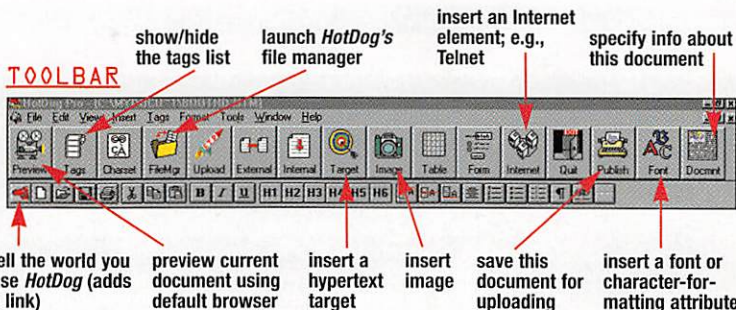 show/hide
the tags list
launch HotDog's
file manager
insert an Internet
element; e.g.,
Telnet
specify info about
this document
TOOLBAR
HotDog Pro
File Edit View Insert Tags Format Tools Window Help
Preview Tags Charset FileMgr Upload External Internal Target Image Table Form Internet Quit Publish Font Docmnt
B I U H1 H2 H3 H4 H5 H6
ell the world you
se HotDog (adds
link)
preview current
document using
default browser
insert a
hypertext
target
insert
image
save this
document for
uploading
insert a font or
character-for-
matting attribute